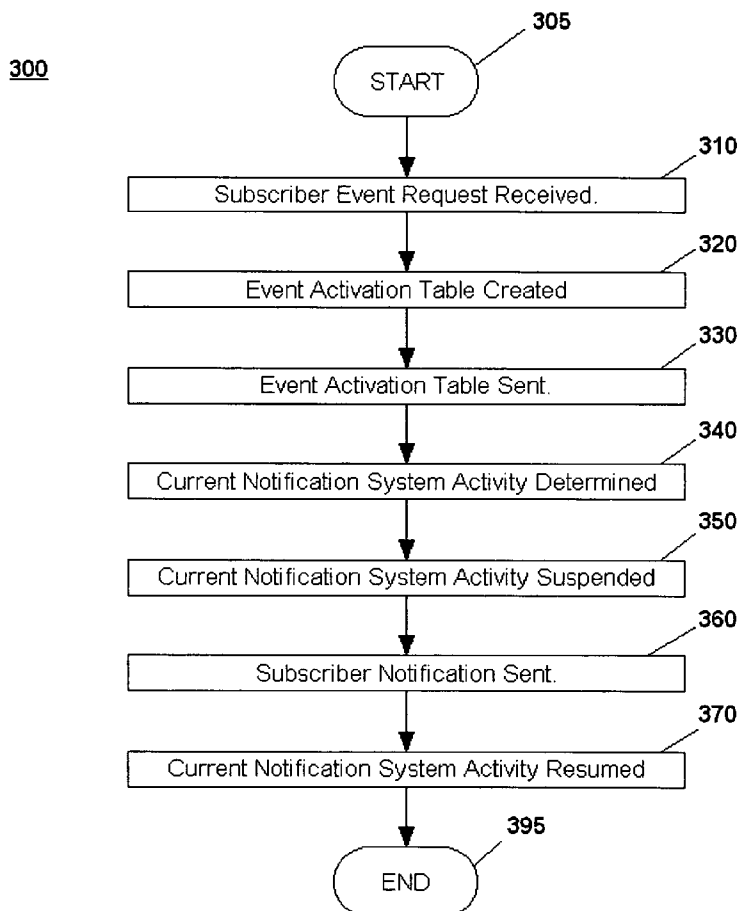 300
305
START
310
Subscriber Event Request Received.
320
Event Activation Table Created
330
Event Activation Table Sent.
340
Current Notification System Activity Determined
350
Current Notification System Activity Suspended
360
Subscriber Notification Sent.
370
Current Notification System Activity Resumed
395
END